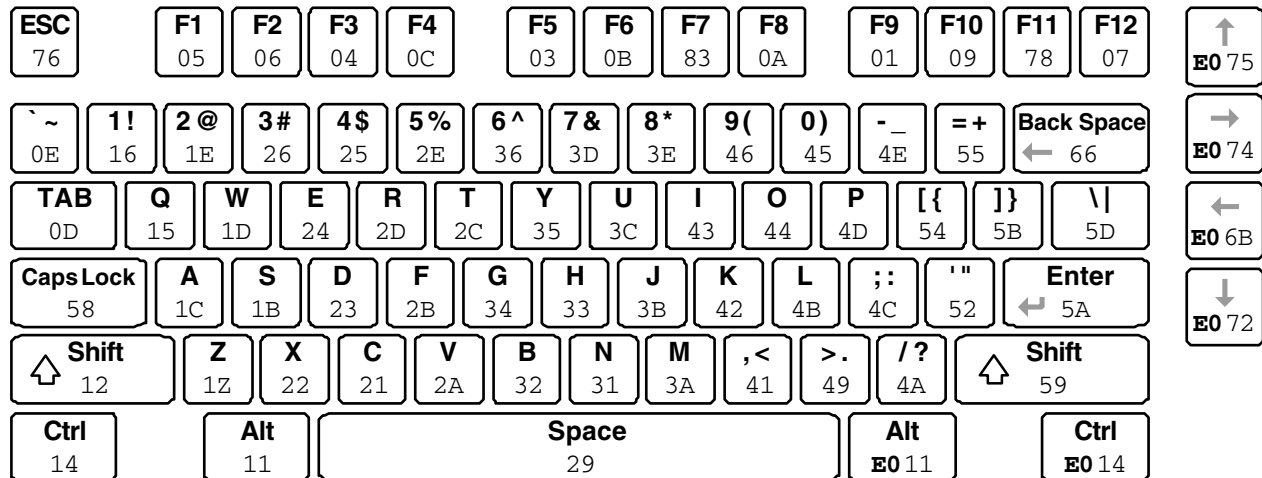 ESC F1 F2 F3 F4 F5 F6 F7 F8 F9 F10 F11 F12 ↑
76 05 06 04 0C 03 0B 83 0A 01 09 78 07 E0 75
` ~ 1! 2@ 3# 4$ 5% 6^ 7& 8* 9( 0) -_ =+ Back Space →
0E 16 1E 26 25 2E 36 3D 3E 46 45 4E 55 ← 66 E0 74
TAB Q W E R T Y U I O P [{ ]} \| ←
0D 15 1D 24 2D 2C 35 3C 43 44 4D 54 5B 5D E0 6B
Caps Lock A S D F G H J K L ;: '" Enter ↓
58 1C 1B 23 2B 34 33 3B 42 4B 4C 52 ↵ 5A E0 72
Shift Z X C V B N M ,< >. /? Shift
12 1Z 22 21 2A 32 31 3A 41 49 4A 59
Ctrl Alt Space Alt Ctrl
14 11 29 E0 11 E0 14